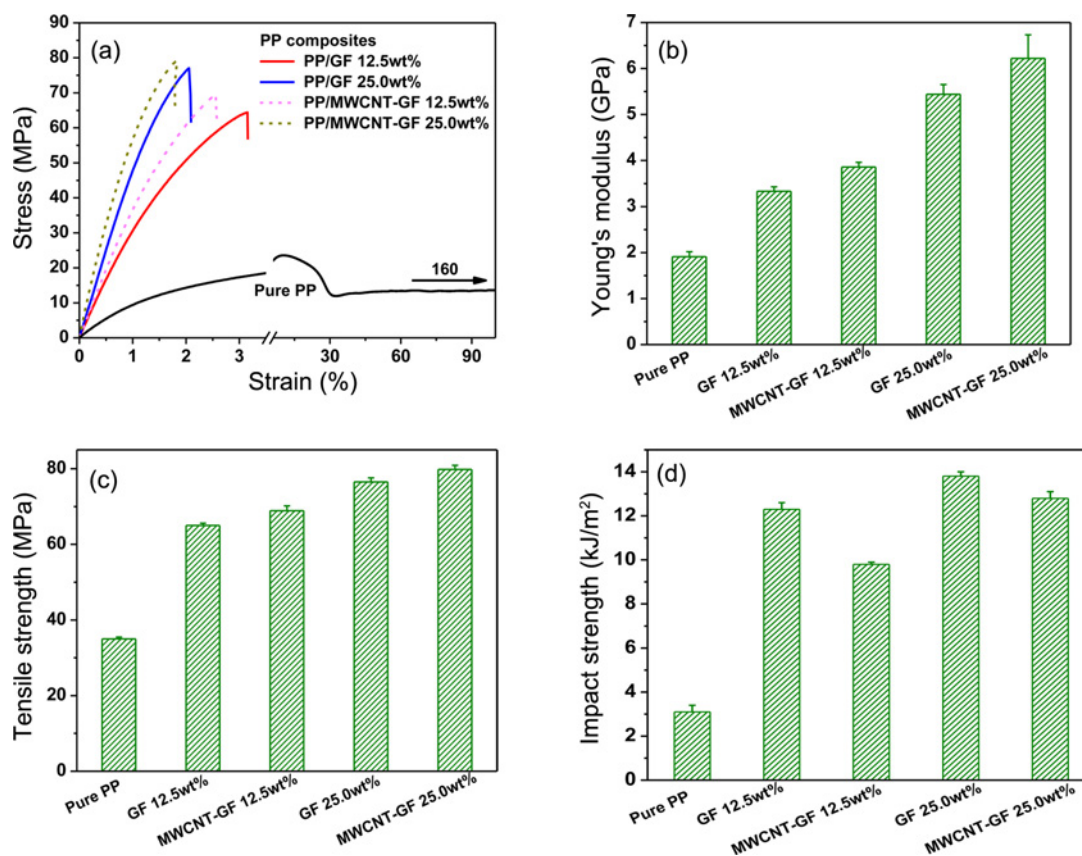 (a)
PP composites
PP/GF 12.5wt%
PP/GF 25.0wt%
PP/MWCNT-GF 12.5wt%
PP/MWCNT-GF 25.0wt%
Pure PP
160
Stress (MPa)
90
80
70
60
50
40
30
20
10
0
0 1 2 3 30 60 90
Strain (%)
(b)
Young's modulus (GPa)
7
6
5
4
3
2
1
0
Pure PP
GF 12.5wt%
MWCNT-GF 12.5wt%
GF 25.0wt%
MWCNT-GF 25.0wt%
(c)
Tensile strength (MPa)
80
60
40
20
0
Pure PP
GF 12.5wt%
MWCNT-GF 12.5wt%
GF 25.0wt%
MWCNT-GF 25.0wt%
(d)
Impact strength (kJ/m²)
14
12
10
8
6
4
2
0
Pure PP
GF 12.5wt%
MWCNT-GF 12.5wt%
GF 25.0wt%
MWCNT-GF 25.0wt%